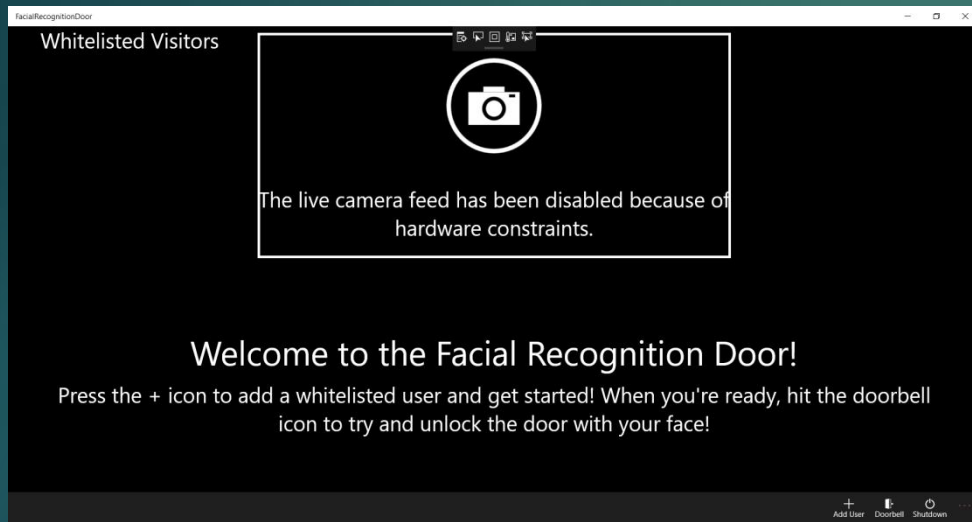 FacialRecognitionDoor
Whitelisted Visitors
The live camera feed has been disabled because of
hardware constraints.
Welcome to the Facial Recognition Door!
Press the + icon to add a whitelisted user and get started! When you're ready, hit the doorbell
icon to try and unlock the door with your face!
Add User Doorbell Shutdown